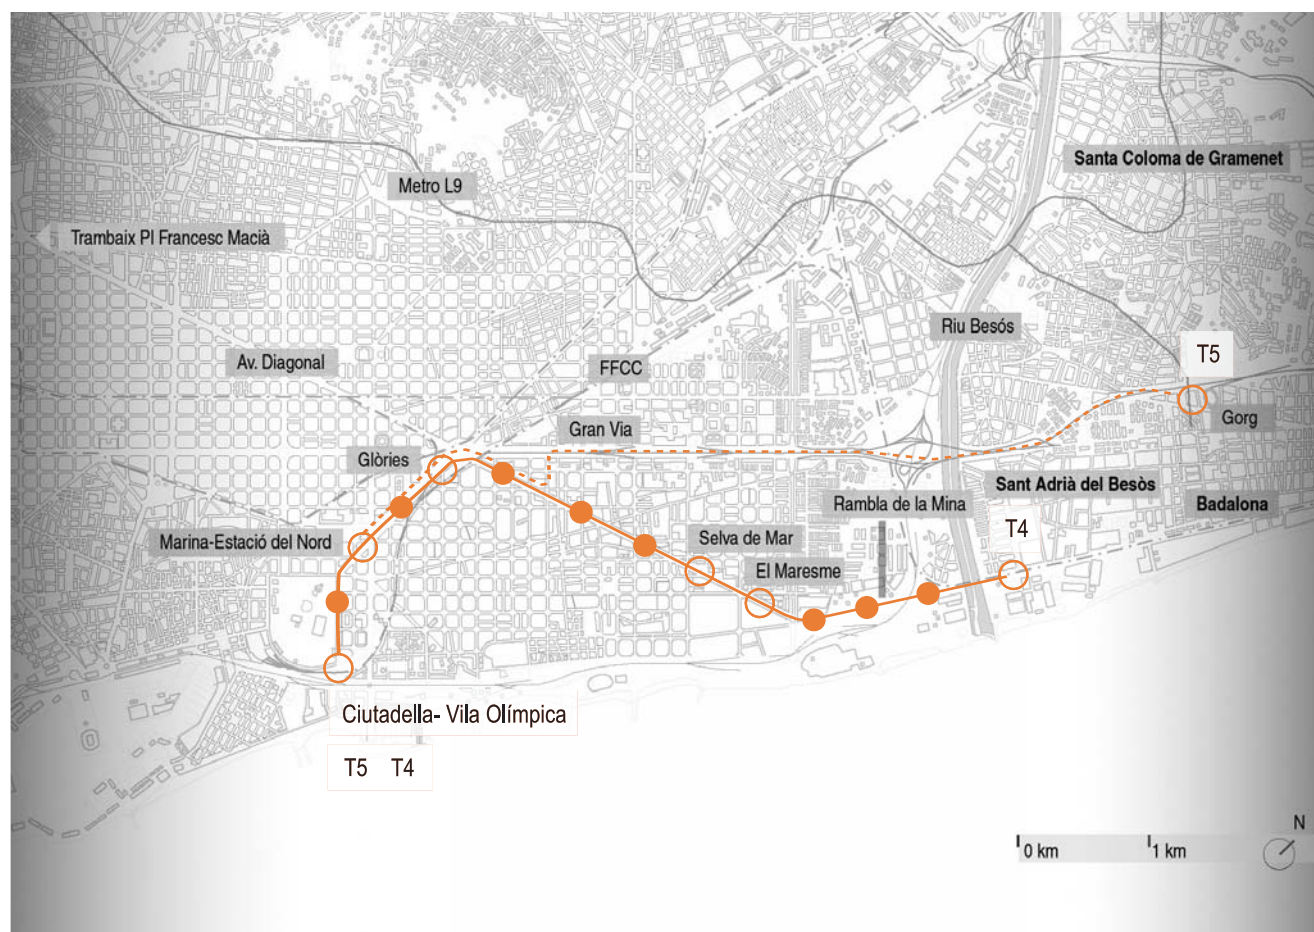 Santa Coloma de Gramenet
Metro L9
Trambaix Pl Francesc Macià
Riu Besós
T5
Av. Diagonal
FFCC
Gorg
Gran Via
Glòries
Sant Adrià del Besòs
Rambla de la Mina
Badalona
T4
Marina-Estació del Nord
Selva de Mar
El Maresme
Ciutadella- Vila Olímpica
T5 T4
N
0 km 1 km